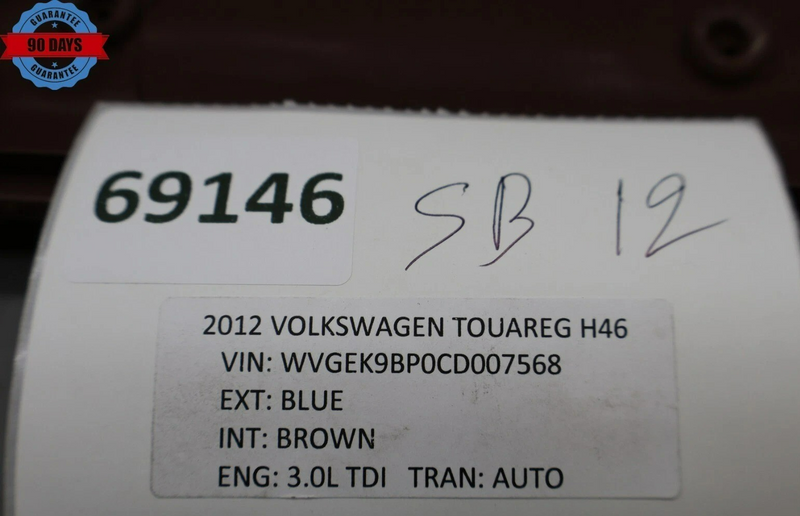 GUARANTEE
90 DAYS
GUARANTEE
69146
SB 12
2012 VOLKSWAGEN TOUAREG H46
VIN: WVGEK9BP0CD007568
EXT: BLUE
INT: BROWN
ENG: 3.0L TDI TRAN: AUTO